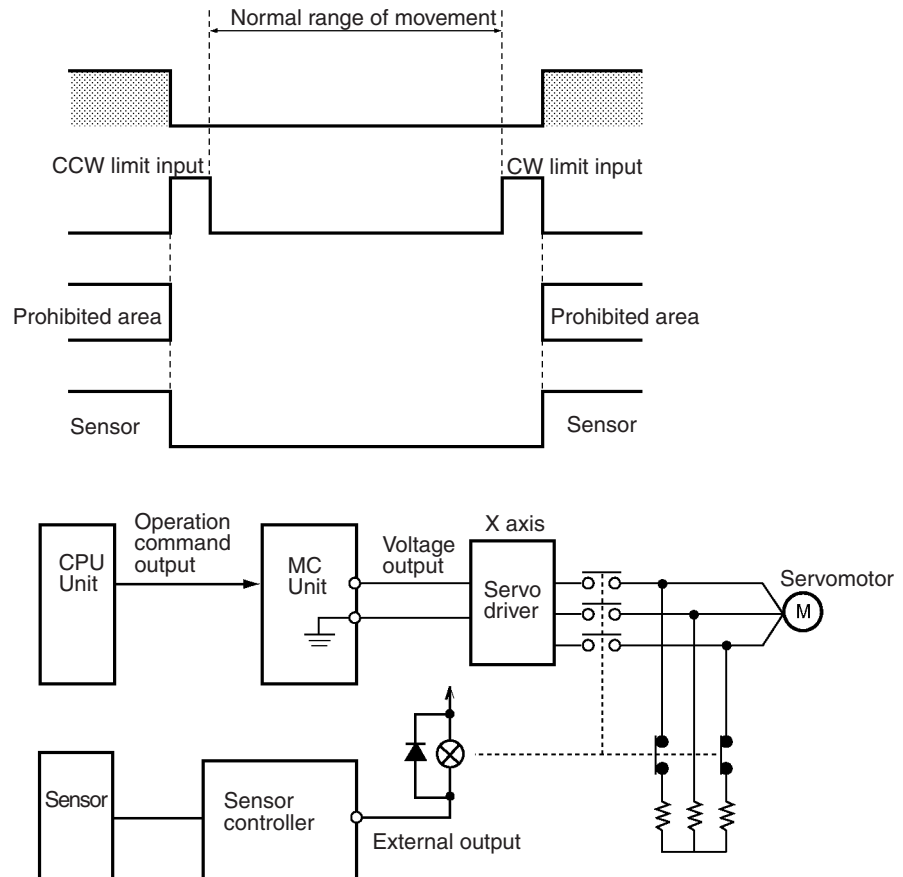 Normal range of movement
CCW limit input
CW limit input
Prohibited area
Prohibited area
Sensor
Sensor
X axis
Operation
command
output
Voltage
output
CPU
Unit
MC
Unit
Servo
driver
Servomotor
M
Sensor
Sensor
controller
External output